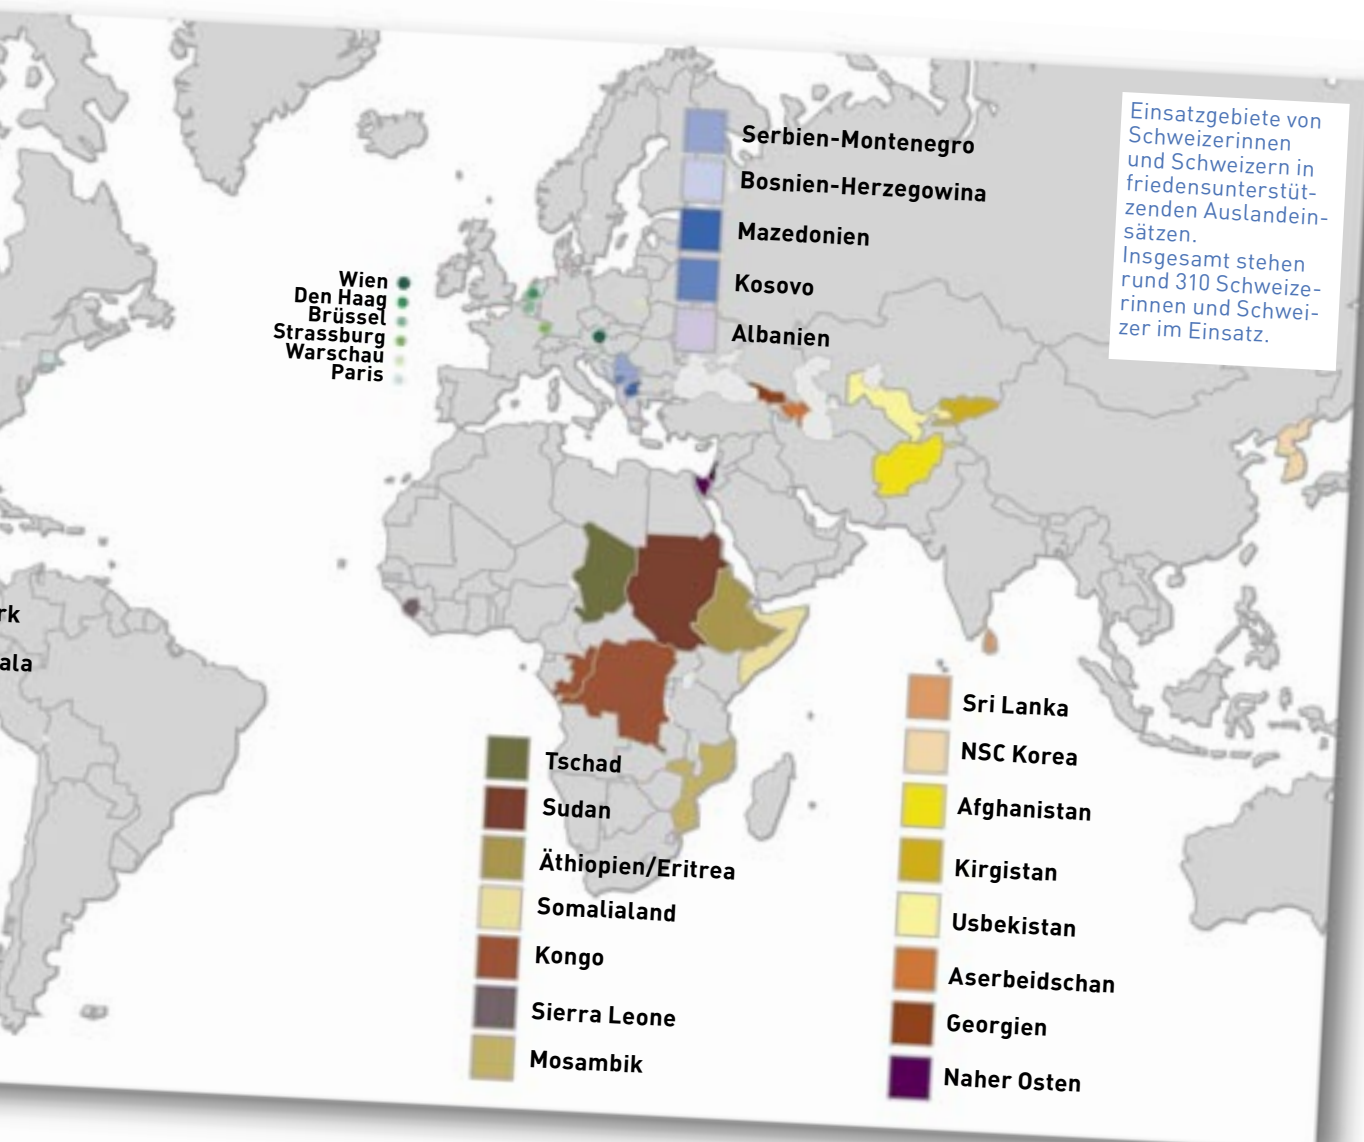 Einsatzgebiete von
Schweizerinnen
und Schweizern in
friedensunterstüt-
zenden Auslandein-
sätzen.
Insgesamt stehen
rund 310 Schweize-
rinnen und Schwei-
zer im Einsatz.
Serbien-Montenegro
Bosnien-Herzegowina
Mazedonien
Kosovo
Albanien
Wien
Den Haag
Brüssel
Strassburg
Warschau
Paris
rk
ala
Tschad
Sudan
Äthiopien/Eritrea
Somalialand
Kongo
Sierra Leone
Mosambik
Sri Lanka
NSC Korea
Afghanistan
Kirgistan
Usbekistan
Aserbeidschan
Georgien
Naher Osten